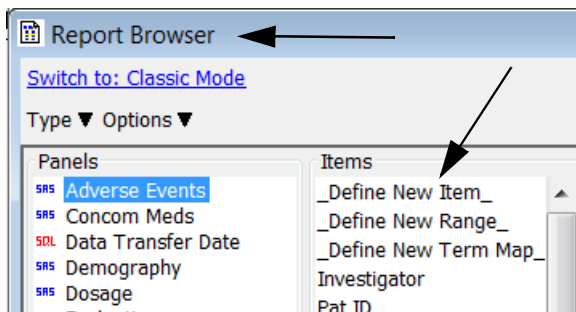 Report Browser
Switch to: Classic Mode
Type ▼ Options ▼
Panels
SAS Adverse Events
SAS Concom Meds
SQL Data Transfer Date
SAS Demography
SAS Dosage
Items
_Define New Item_
_Define New Range_
_Define New Term Map_
Investigator
Pat ID